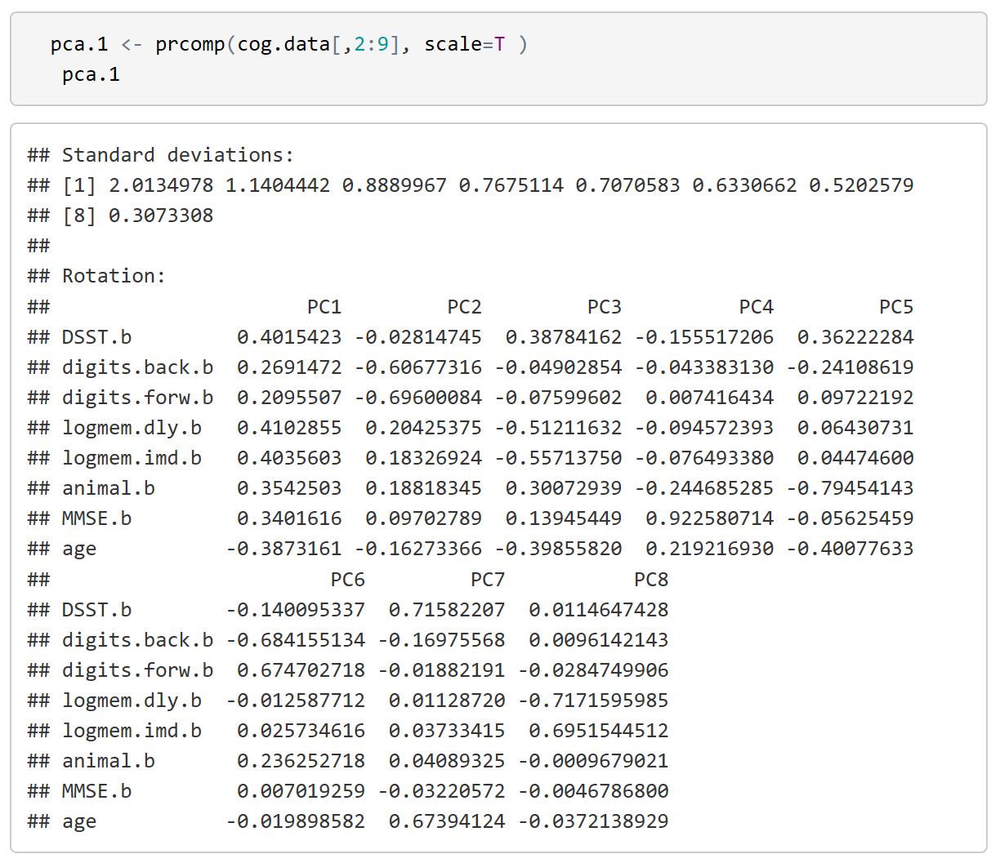 pca.1 <- prcomp(cog.data[,2:9], scale=T )
pca.1
## Standard deviations:
## [1] 2.0134978 1.1404442 0.8889967 0.7675114 0.7070583 0.6330662 0.5202579
## [8] 0.3073308
##
## Rotation:
##                      PC1         PC2         PC3          PC4         PC5
## DSST.b         0.4015423 -0.02814745  0.38784162 -0.155517206  0.36222284
## digits.back.b  0.2691472 -0.60677316 -0.04902854 -0.043383130 -0.24108619
## digits.forw.b  0.2095507 -0.69600084 -0.07599602  0.007416434  0.09722192
## logmem.dly.b   0.4102855  0.20425375 -0.51211632 -0.094572393  0.06430731
## logmem.imd.b   0.4035603  0.18326924 -0.55713750 -0.076493380  0.04474600
## animal.b       0.3542503  0.18818345  0.30072939 -0.244685285 -0.79454143
## MMSE.b         0.3401616  0.09702789  0.13945449  0.922580714 -0.05625459
## age           -0.3873161 -0.16273366 -0.39855820  0.219216930 -0.40077633
##                        PC6         PC7           PC8
## DSST.b        -0.140095337  0.71582207  0.0114647428
## digits.back.b -0.684155134 -0.16975568  0.0096142143
## digits.forw.b  0.674702718 -0.01882191 -0.0284749906
## logmem.dly.b  -0.012587712  0.01128720 -0.7171595985
## logmem.imd.b   0.025734616  0.03733415  0.6951544512
## animal.b       0.236252718  0.04089325 -0.0009679021
## MMSE.b         0.007019259 -0.03220572 -0.0046786800
## age           -0.019898582  0.67394124 -0.0372138929